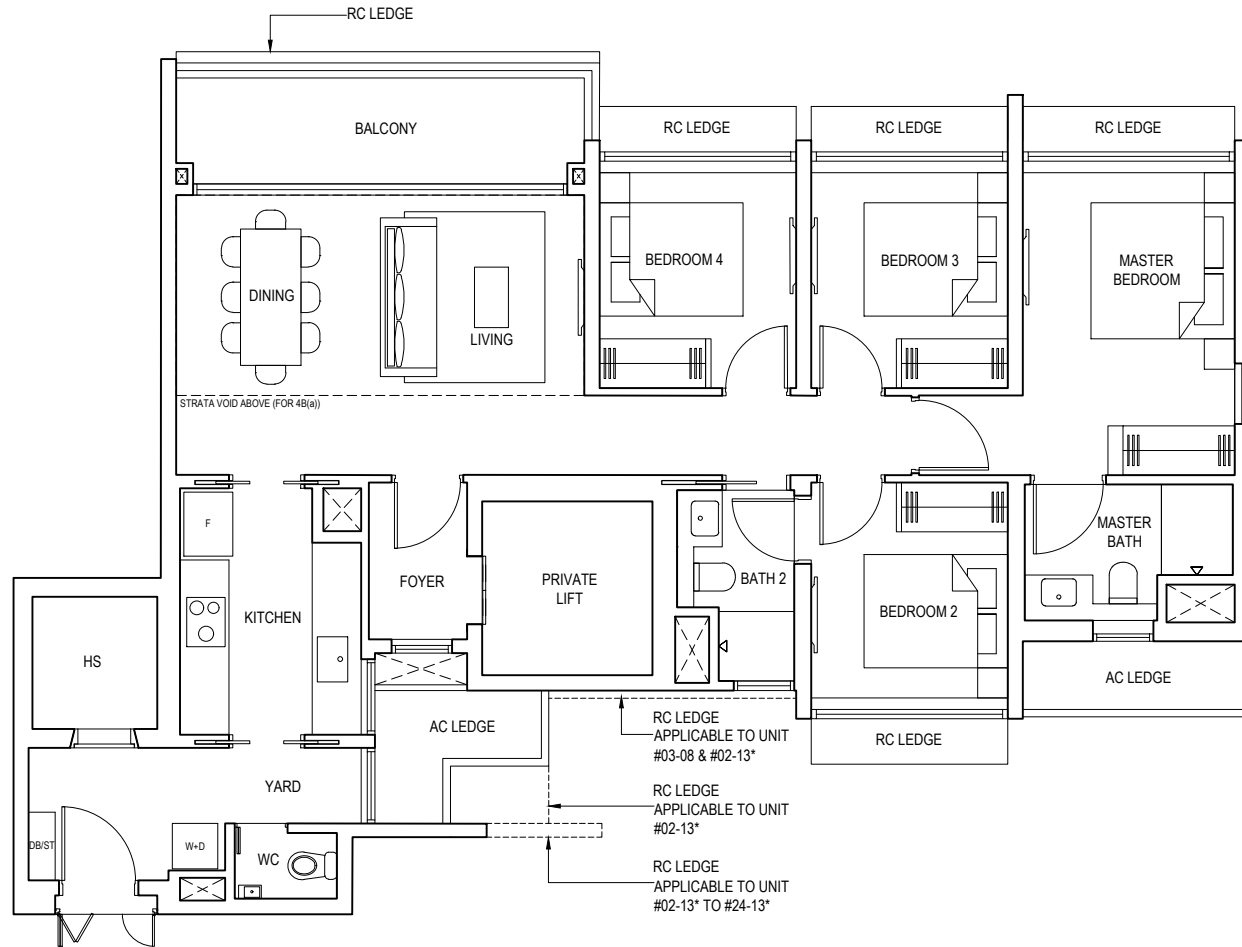 RC LEDGE
BALCONY
RC LEDGE
RC LEDGE
RC LEDGE
BEDROOM 4
BEDROOM 3
MASTER
BEDROOM
DINING
LIVING
STRATA VOID ABOVE (FOR 4B(a))
F
FOYER
PRIVATE
LIFT
BATH 2
MASTER
BATH
KITCHEN
BEDROOM 2
HS
AC LEDGE
AC LEDGE
RC LEDGE
APPLICABLE TO UNIT
#03-08 & #02-13*
RC LEDGE
YARD
RC LEDGE
APPLICABLE TO UNIT
#02-13*
DB/ST
W+D
WC
RC LEDGE
APPLICABLE TO UNIT
#02-13* TO #24-13*